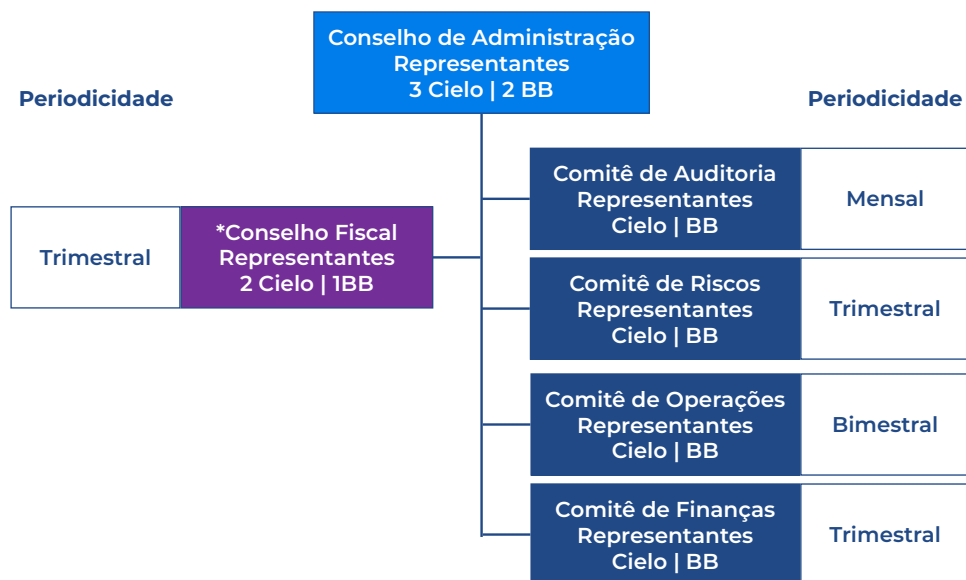 Conselho de Administração
Representantes
3 Cielo | 2 BB
Periodicidade
Periodicidade
Trimestral
*Conselho Fiscal
Representantes
2 Cielo | 1BB
Comitê de Auditoria
Representantes
Cielo | BB
Mensal
Comitê de Riscos
Representantes
Cielo | BB
Trimestral
Comitê de Operações
Representantes
Cielo | BB
Bimestral
Comitê de Finanças
Representantes
Cielo | BB
Trimestral